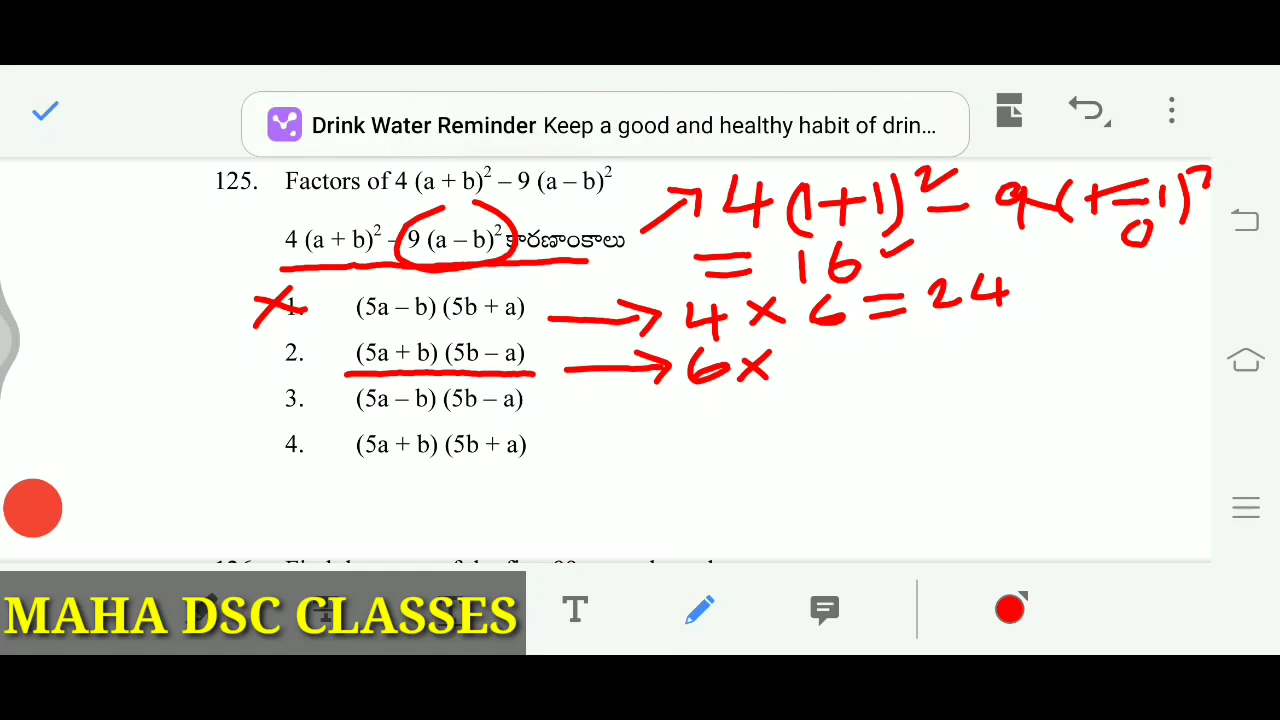 Drink Water Reminder Keep a good and healthy habit of drin...
125. Factors of 4 (a + b)² – 9 (a – b)²
4 (a + b)² – 9 (a – b)² కారణాంకాలు
→ 4(1+1)² – 9(1–1)²
0
= 16
1. (5a – b) (5b + a) → 4 × 6 = 24
2. (5a + b) (5b – a) → 6 ×
3. (5a – b) (5b – a)
4. (5a + b) (5b + a)
MAHA DSC CLASSES
T